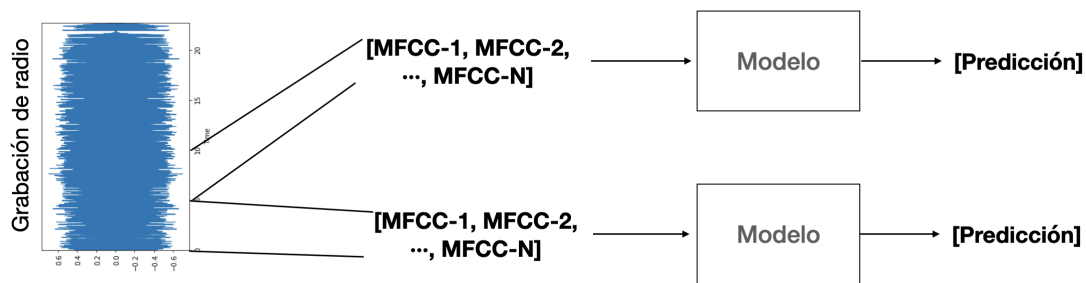 Grabación de radio
20
15
10
5
0
Time
0.6
0.4
0.2
0.0
−0.2
−0.4
−0.6
[MFCC-1, MFCC-2,
..., MFCC-N]
Modelo
[Predicción]
[MFCC-1, MFCC-2,
..., MFCC-N]
Modelo
[Predicción]